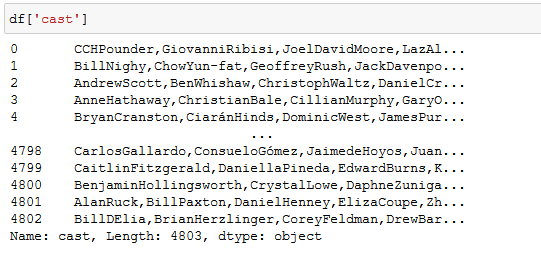 df['cast']
0 CCHPounder,GiovanniRibisi,JoelDavidMoore,LazAl...
1 BillNighy,ChowYun-fat,GeoffreyRush,JackDavenpo...
2 AndrewScott,BenWhishaw,ChristophWaltz,DanielCr...
3 AnneHathaway,ChristianBale,CillianMurphy,GaryO...
4 BryanCranston,CiaránHinds,DominicWest,JamesPur...
...
4798 CarlosGallardo,ConsueloGómez,JaimedeHoyos,Juan...
4799 CaitlinFitzgerald,DaniellaPineda,EdwardBurns,K...
4800 BenjaminHollingsworth,CrystalLowe,DaphneZuniga...
4801 AlanRuck,BillPaxton,DanielHenney,ElizaCoupe,Zh...
4802 BillDElia,BrianHerzlinger,CoreyFeldman,DrewBar...
Name: cast, Length: 4803, dtype: object